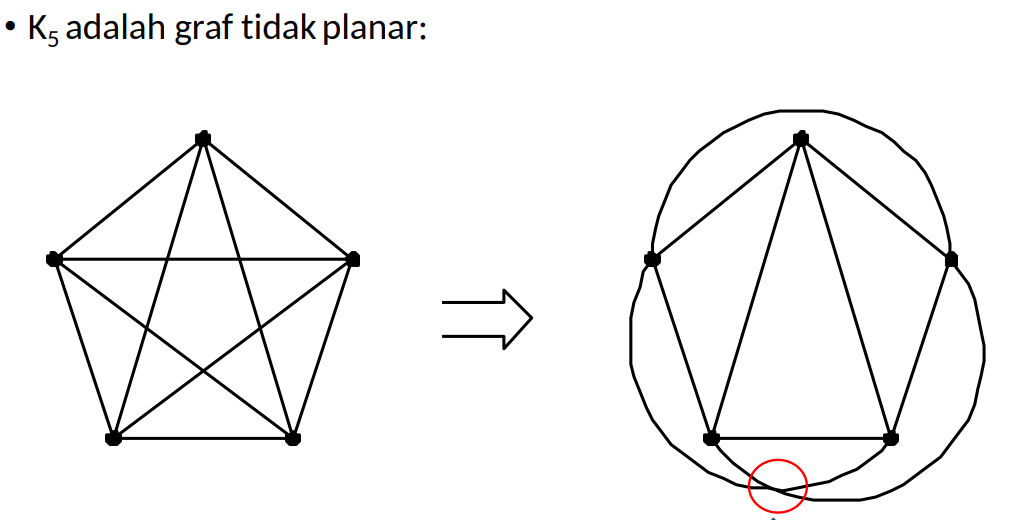 • K₅ adalah graf tidak planar: